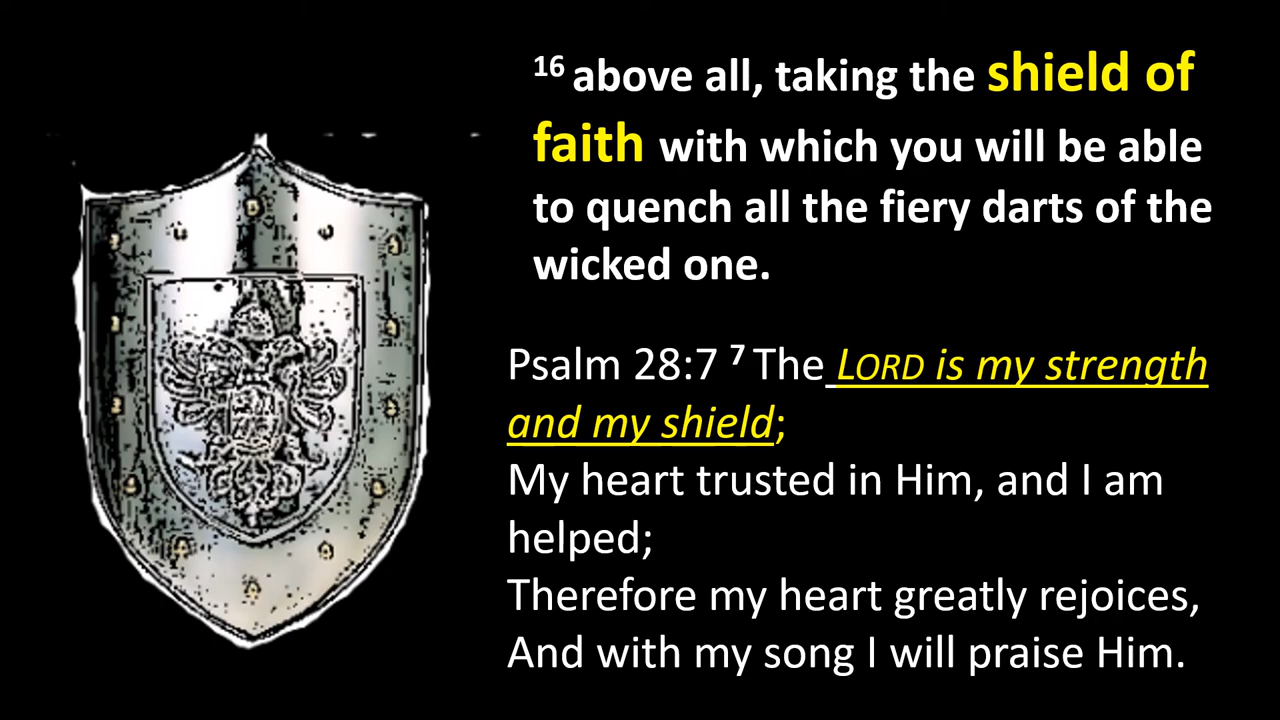 16 above all, taking the shield of
faith with which you will be able
to quench all the fiery darts of the
wicked one.
Psalm 28:7 7 The LORD is my strength
and my shield;
My heart trusted in Him, and I am
helped;
Therefore my heart greatly rejoices,
And with my song I will praise Him.